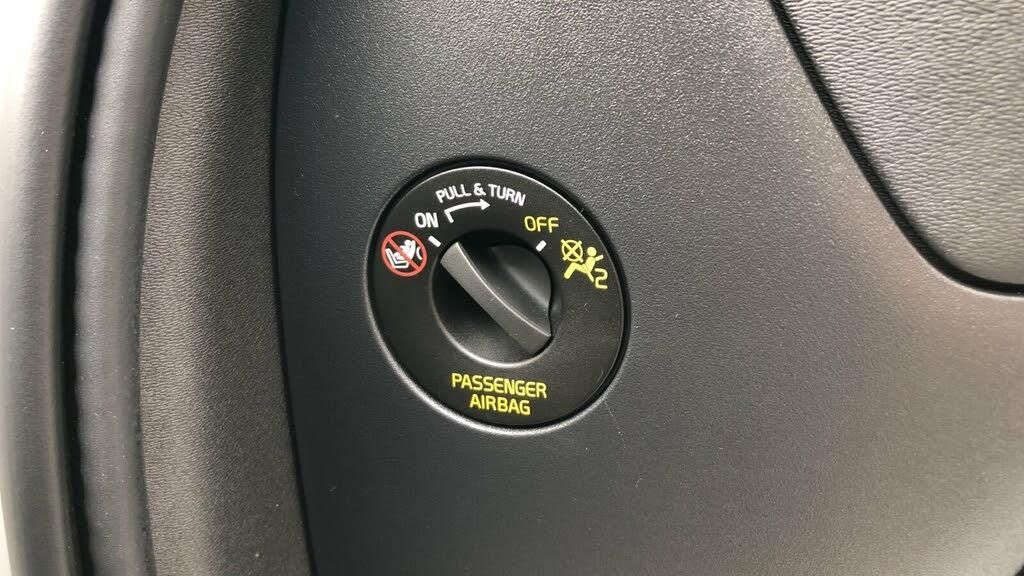 PULL & TURN
ON
OFF
2
PASSENGER
AIRBAG